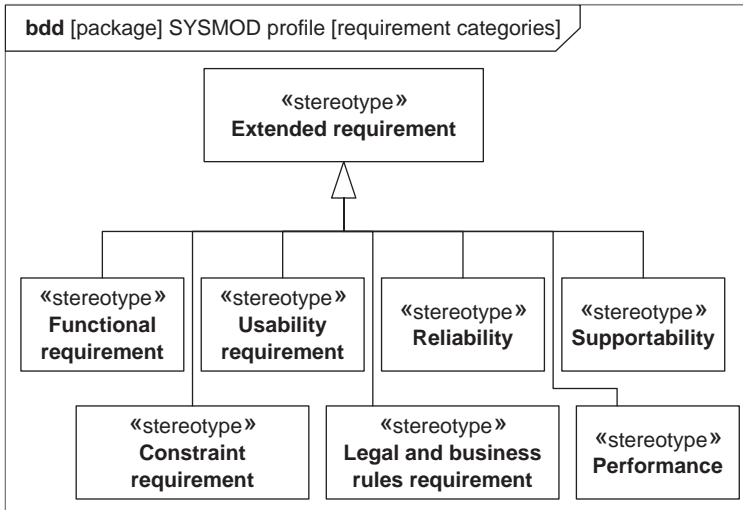 bdd [package] SYSMOD profile [requirement categories]
«stereotype»
Extended requirement
«stereotype»
Functional
requirement
«stereotype»
Usability
requirement
«stereotype»
Reliability
«stereotype»
Supportability
«stereotype»
Constraint
requirement
«stereotype»
Legal and business
rules requirement
«stereotype»
Performance